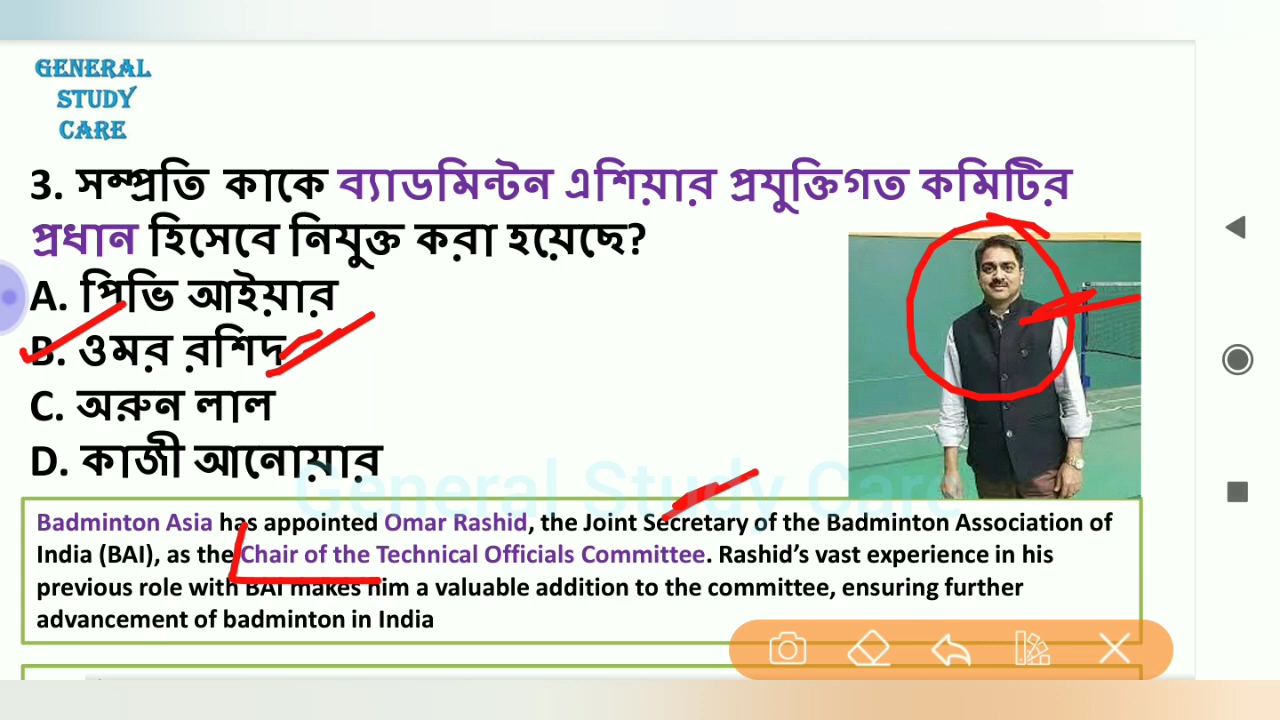 GENERAL
STUDY
CARE
3. সম্প্রতি কাকে ব্যাডমিন্টন এশিয়ার প্রযুক্তিগত কমিটির
প্রধান হিসেবে নিযুক্ত করা হয়েছে?
A. পিভি আইয়ার
B. ওমর রশিদ
C. অরুন লাল
D. কাজী আনোয়ার
General Study Care
Badminton Asia has appointed Omar Rashid, the Joint Secretary of the Badminton Association of
India (BAI), as the Chair of the Technical Officials Committee. Rashid’s vast experience in his
previous role with BAI makes him a valuable addition to the committee, ensuring further
advancement of badminton in India